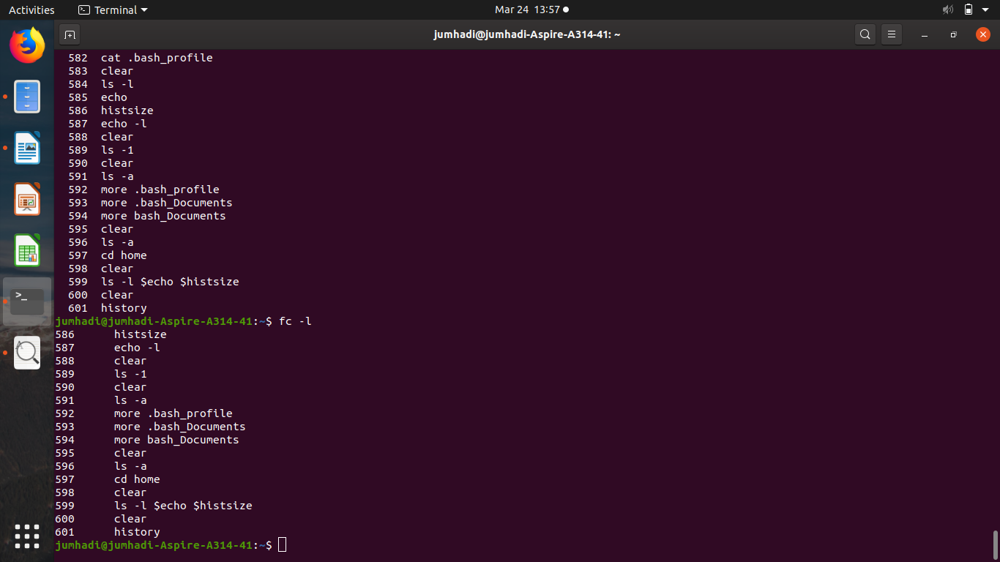 Activities Terminal Mar 24 13:57
jumhadi@jumhadi-Aspire-A314-41: ~
582 cat .bash_profile
583 clear
584 ls -l
585 echo
586 histsize
587 echo -l
588 clear
589 ls -1
590 clear
591 ls -a
592 more .bash_profile
593 more .bash_Documents
594 more bash_Documents
595 clear
596 ls -a
597 cd home
598 clear
599 ls -l $echo $histsize
600 clear
601 history
jumhadi@jumhadi-Aspire-A314-41:~$ fc -l
586 histsize
587 echo -l
588 clear
589 ls -1
590 clear
591 ls -a
592 more .bash_profile
593 more .bash_Documents
594 more bash_Documents
595 clear
596 ls -a
597 cd home
598 clear
599 ls -l $echo $histsize
600 clear
601 history
jumhadi@jumhadi-Aspire-A314-41:~$